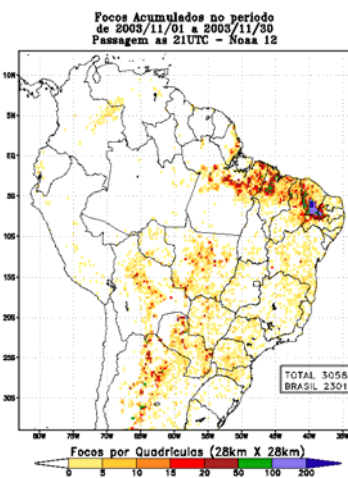 Focos Acumulados no periodo
de 2003/11/01 a 2003/11/30
Passagem as 21UTC - Noaa 12
10N
5N
EQ
5S
10S
15S
20S
25S
30S
80W 75W 70W 65W 60W 55W 50W 45W 40W 35W
TOTAL 3058
BRASIL 2301
Focos por Quadriculas (28km X 28km)
0 5 10 15 20 50 100 200